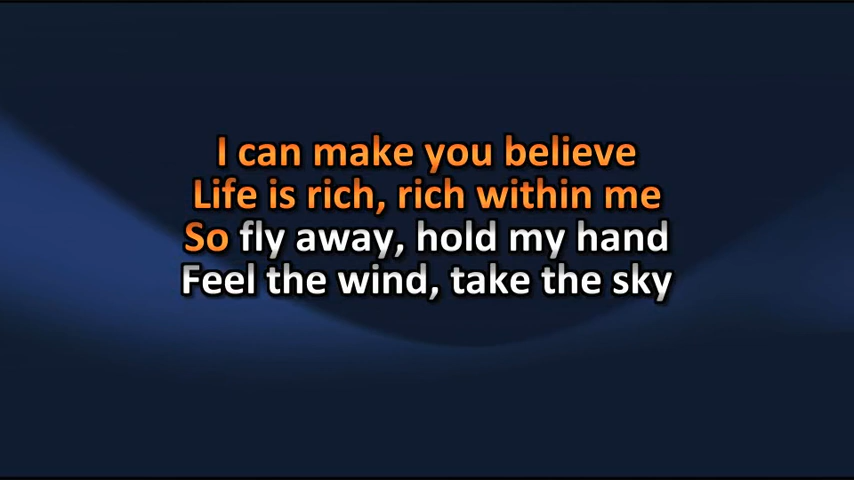 I can make you believe
Life is rich, rich within me
So fly away, hold my hand
Feel the wind, take the sky